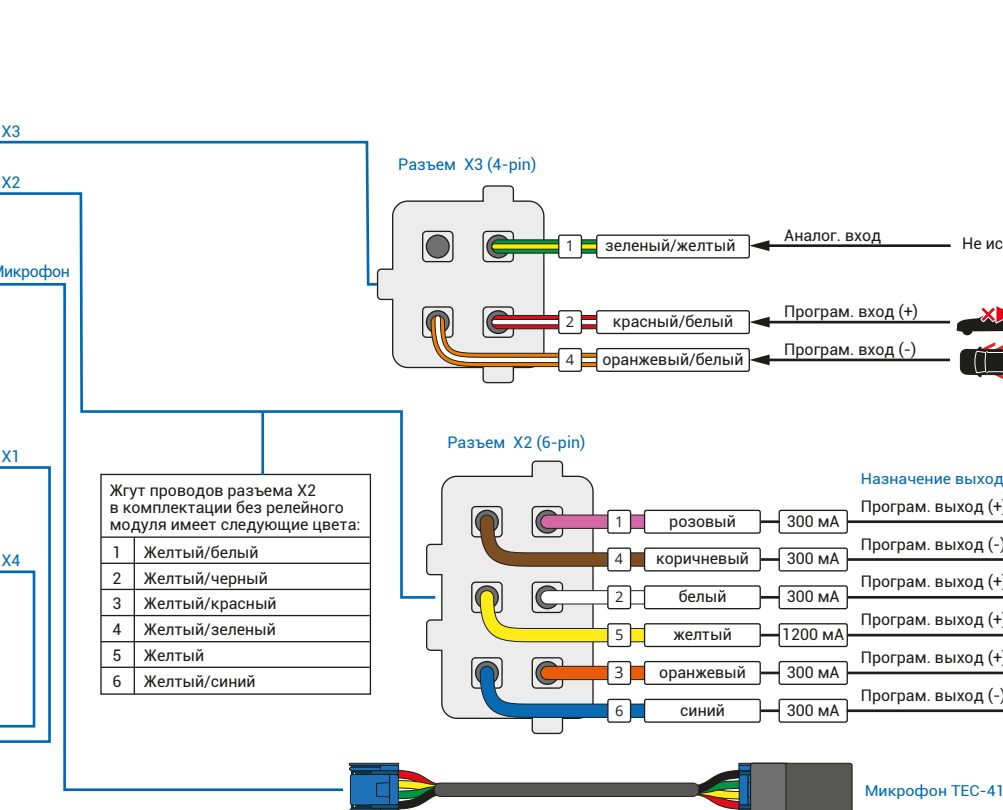 X3
X2
Микрофон
X1
X4
Разъем X3 (4-pin)
1 зеленый/желтый Аналог. вход Не ис
2 красный/белый Програм. вход (+)
4 оранжевый/белый Програм. вход (-)
Жгут проводов разъема X2
в комплектации без релейного
модуля имеет следующие цвета:
1 Желтый/белый
2 Желтый/черный
3 Желтый/красный
4 Желтый/зеленый
5 Желтый
6 Желтый/синий
Разъем X2 (6-pin)
Назначение выход
1 розовый 300 мА Програм. выход (+)
4 коричневый 300 мА Програм. выход (-)
2 белый 300 мА Програм. выход (+)
5 желтый 1200 мА Програм. выход (+)
3 оранжевый 300 мА Програм. выход (+)
6 синий 300 мА Програм. выход (-)
Микрофон TEC-41